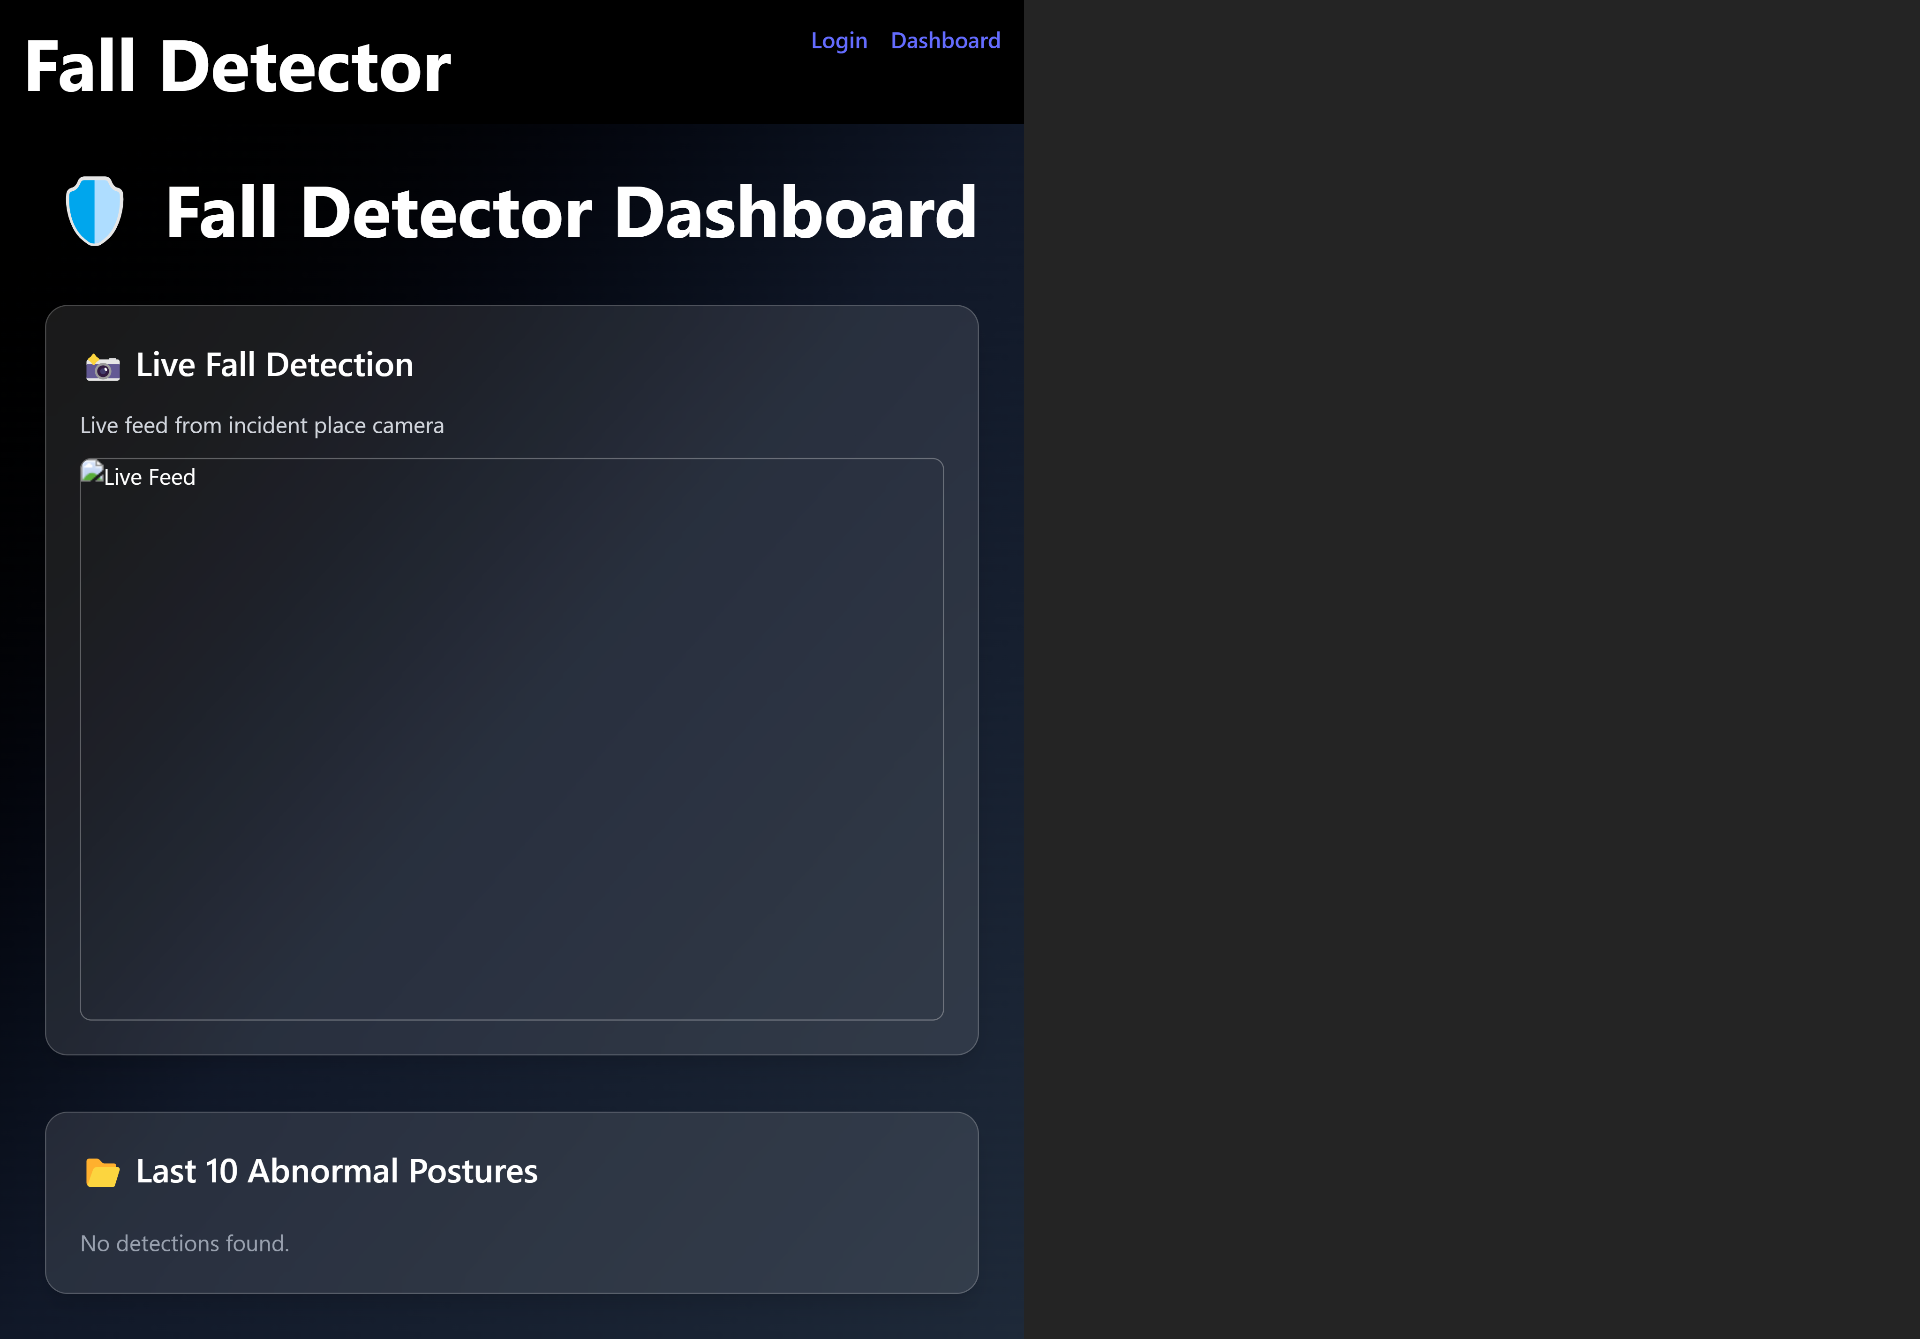 Fall Detector
Login Dashboard
Fall Detector Dashboard
Live Fall Detection
Live feed from incident place camera
Live Feed
Last 10 Abnormal Postures
No detections found.